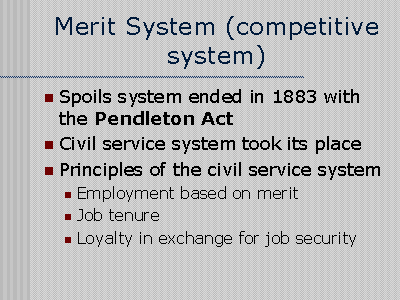 Merit System (competitive
system)
Spoils system ended in 1883 with
the Pendleton Act
Civil service system took its place
Principles of the civil service system
Employment based on merit
Job tenure
Loyalty in exchange for job security